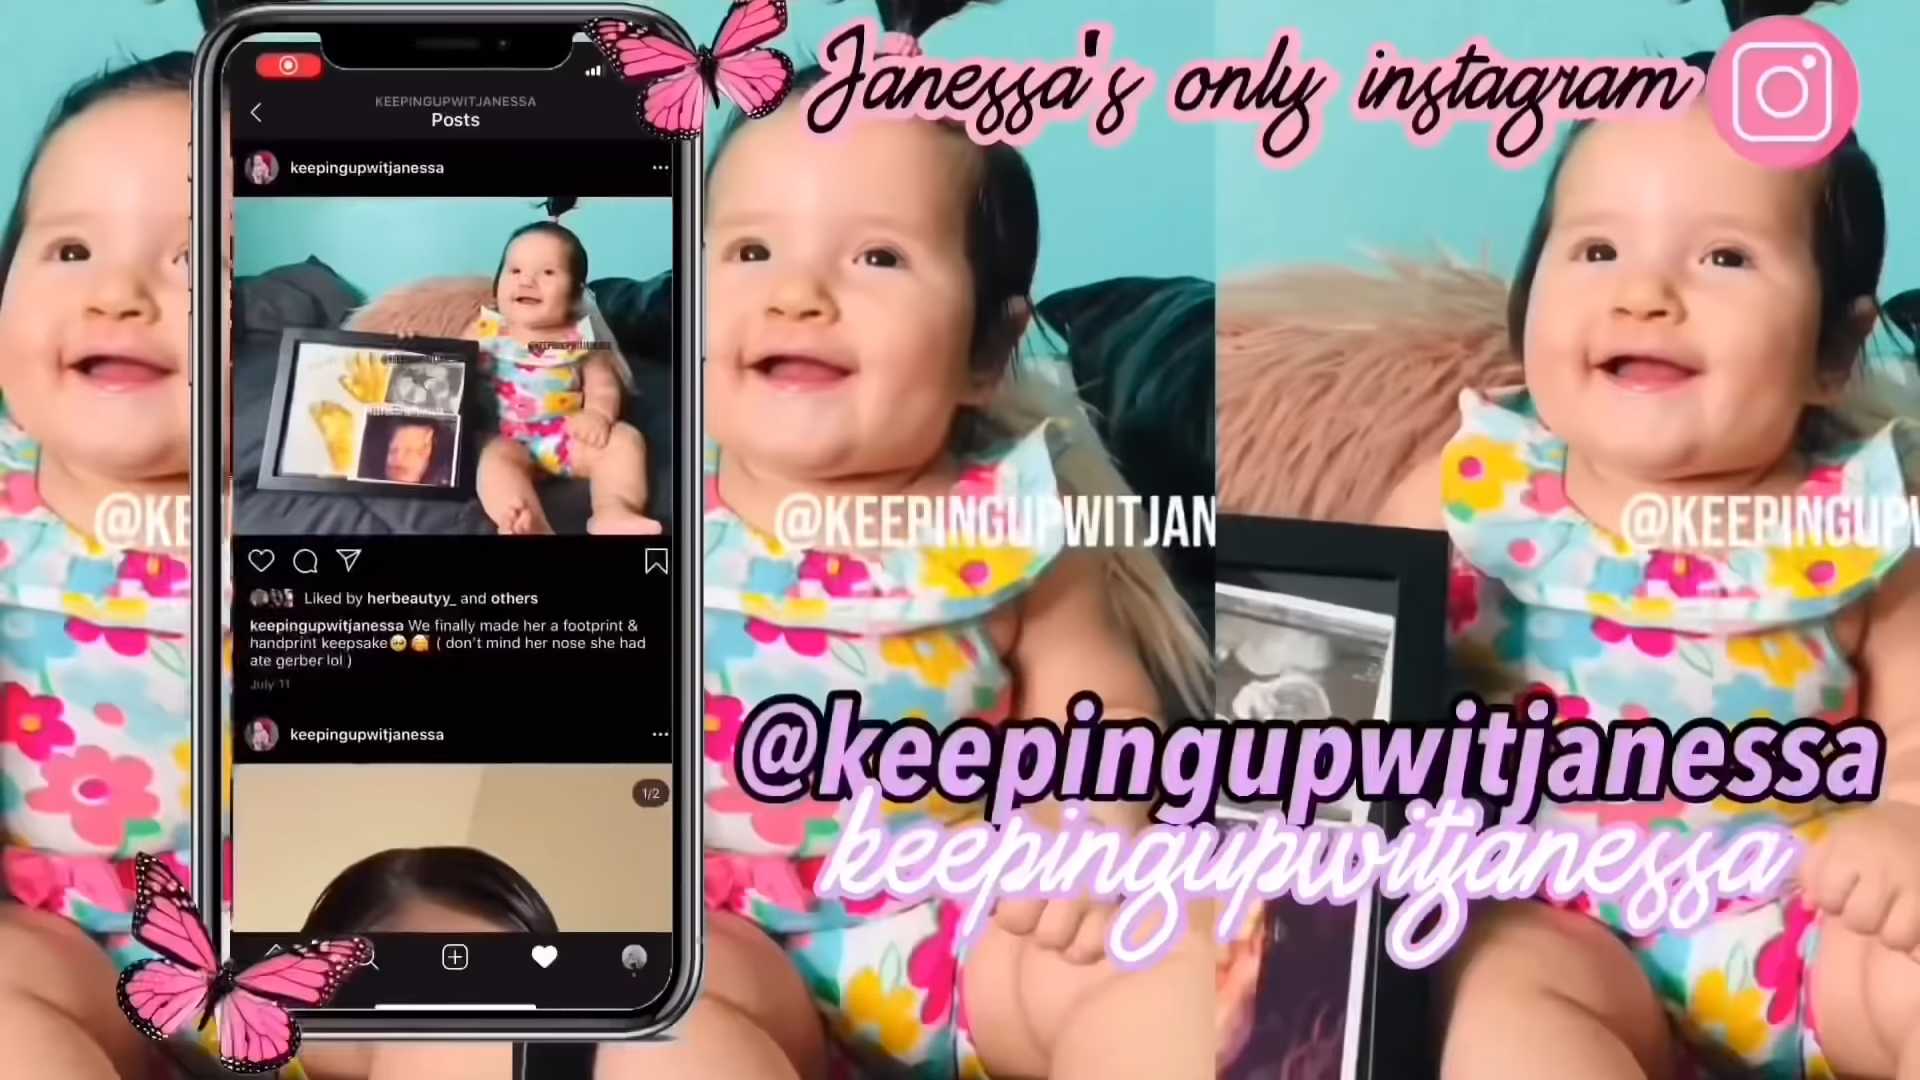 Janessa's only instagram
KEEPINGUPWITJANESSA
Posts
keepingupwitjanessa
@KEEPINGUPWITJANESSA
Liked by herbeautyy_ and others
keepingupwitjanessa We finally made her a footprint &
handprint keepsake🥺🥰 ( don't mind her nose she had
ate gerber lol )
July 11
keepingupwitjanessa
1/2
@KE
@KEEPINGUPWITJAN
@KEEPINGUPW
@keepingupwitjanessa
keepingupwitjanessa